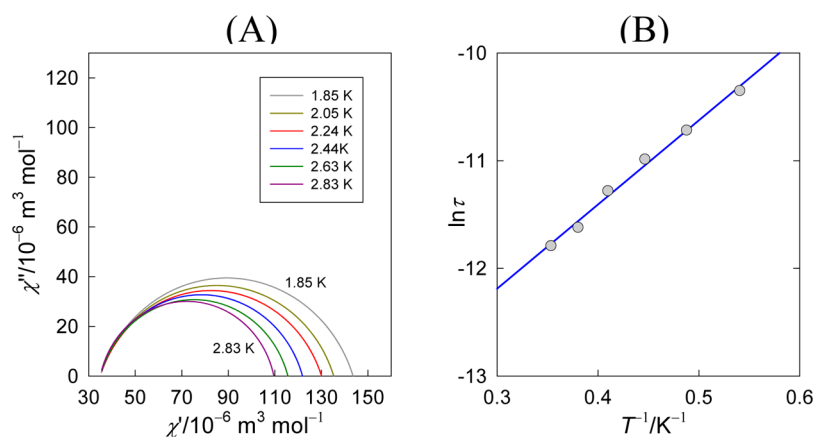 (A)
130
120
100
80
60
40
20
0
30
50
70
90
110
130
150
χ''/10⁻⁶ m³ mol⁻¹
χ'/10⁻⁶ m³ mol⁻¹
1.85 K
2.05 K
2.24 K
2.44K
2.63 K
2.83 K
1.85 K
2.83 K
(B)
-10
-11
-12
-13
0.3
0.4
0.5
0.6
lnτ
T⁻¹/K⁻¹